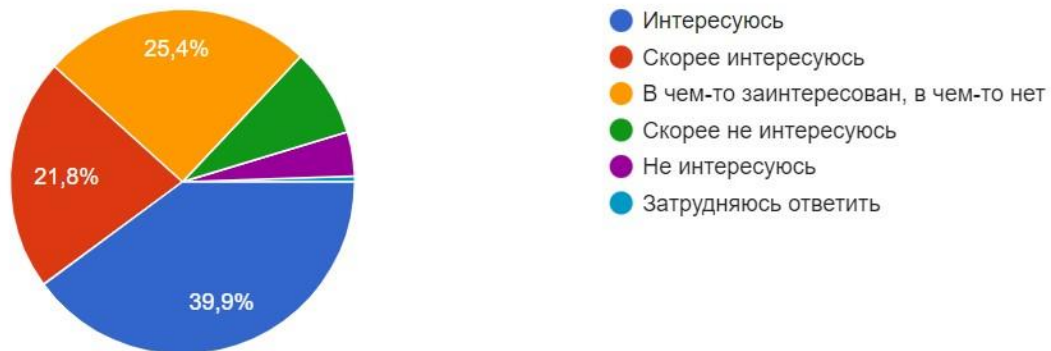 25,4%
21,8%
39,9%
Интересуюсь
Скорее интересуюсь
В чем-то заинтересован, в чем-то нет
Скорее не интересуюсь
Не интересуюсь
Затрудняюсь ответить